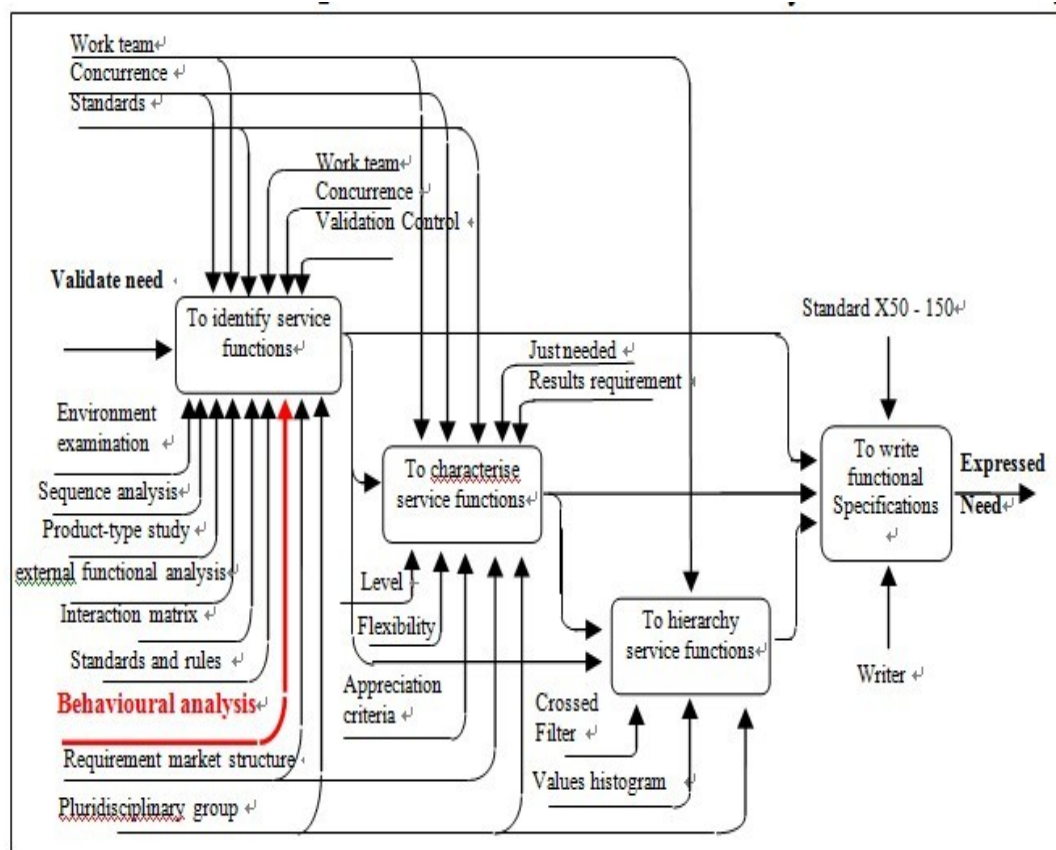 Work team
Concurrence
Standards
Work team
Concurrence
Validation Control
Validate need
To identify service
functions
Standard X50 - 150
Just needed
Results requirement
Environment
examination
Sequence analysis
Product-type study
external functional analysis
Interaction matrix
Standards and rules
Behavioural analysis
Requirement market structure
Pluridisciplinary group
To characterise
service functions
Level
Flexibility
Appreciation
criteria
To hierarchy
service functions
Crossed
Filter
Values histogram
To write
functional
Specifications
Expressed
Need
Writer